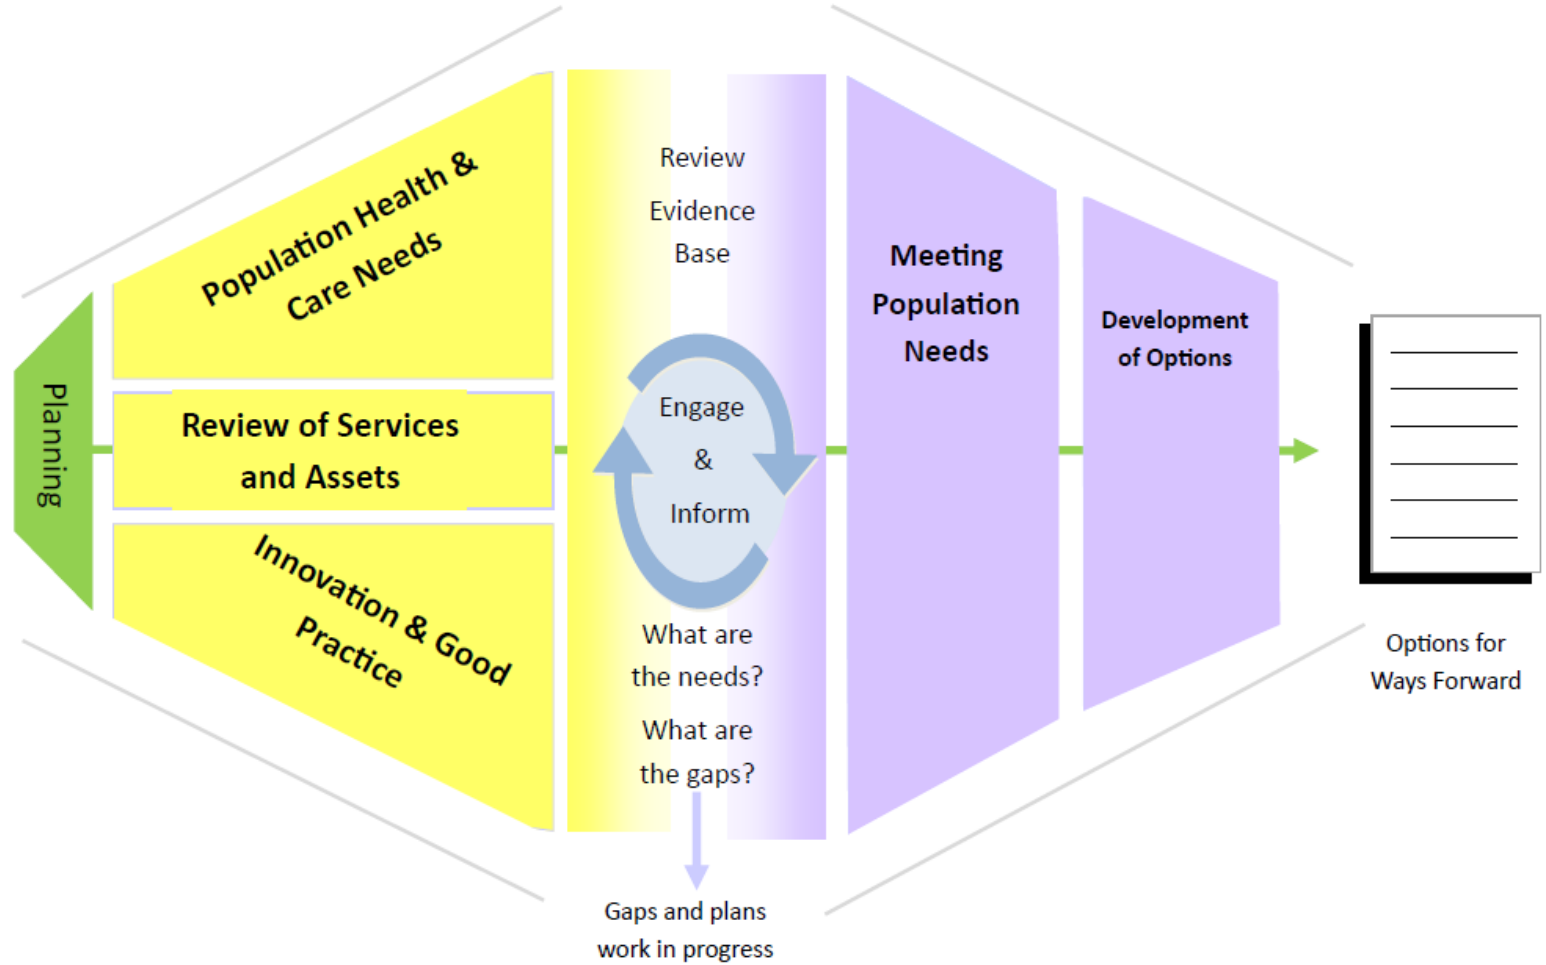 Planning
Population Health &
Care Needs
Review of Services
and Assets
Innovation & Good
Practice
Review
Evidence
Base
Engage
&
Inform
What are
the needs?
What are
the gaps?
Gaps and plans
work in progress
Meeting
Population
Needs
Development
of Options
Options for
Ways Forward